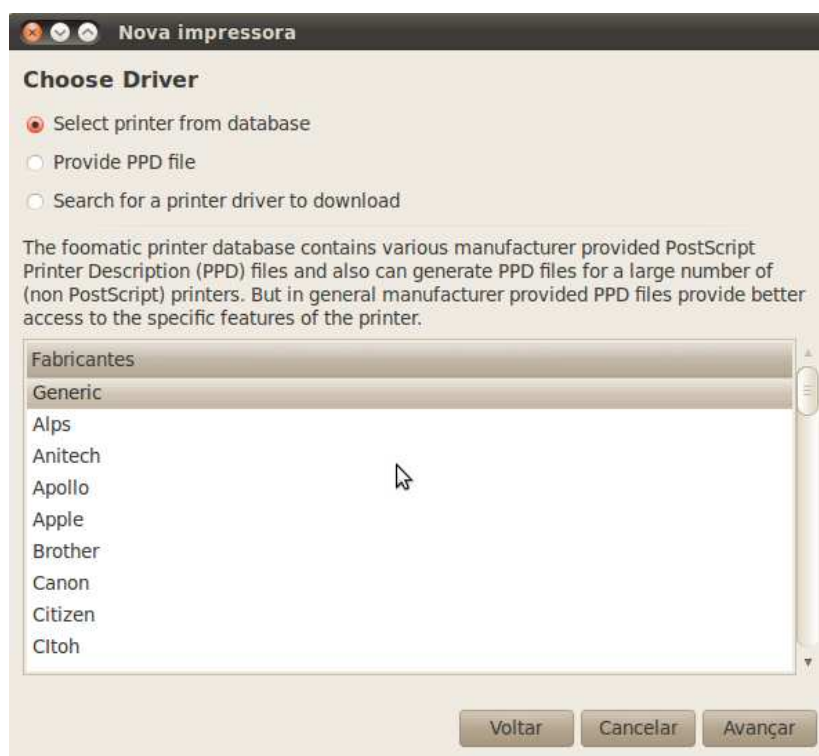 Nova impressora
Choose Driver
Select printer from database
Provide PPD file
Search for a printer driver to download
The foomatic printer database contains various manufacturer provided PostScript
Printer Description (PPD) files and also can generate PPD files for a large number of
(non PostScript) printers. But in general manufacturer provided PPD files provide better
access to the specific features of the printer.
Fabricantes
Generic
Alps
Anitech
Apollo
Apple
Brother
Canon
Citizen
CItoh
Voltar Cancelar Avançar